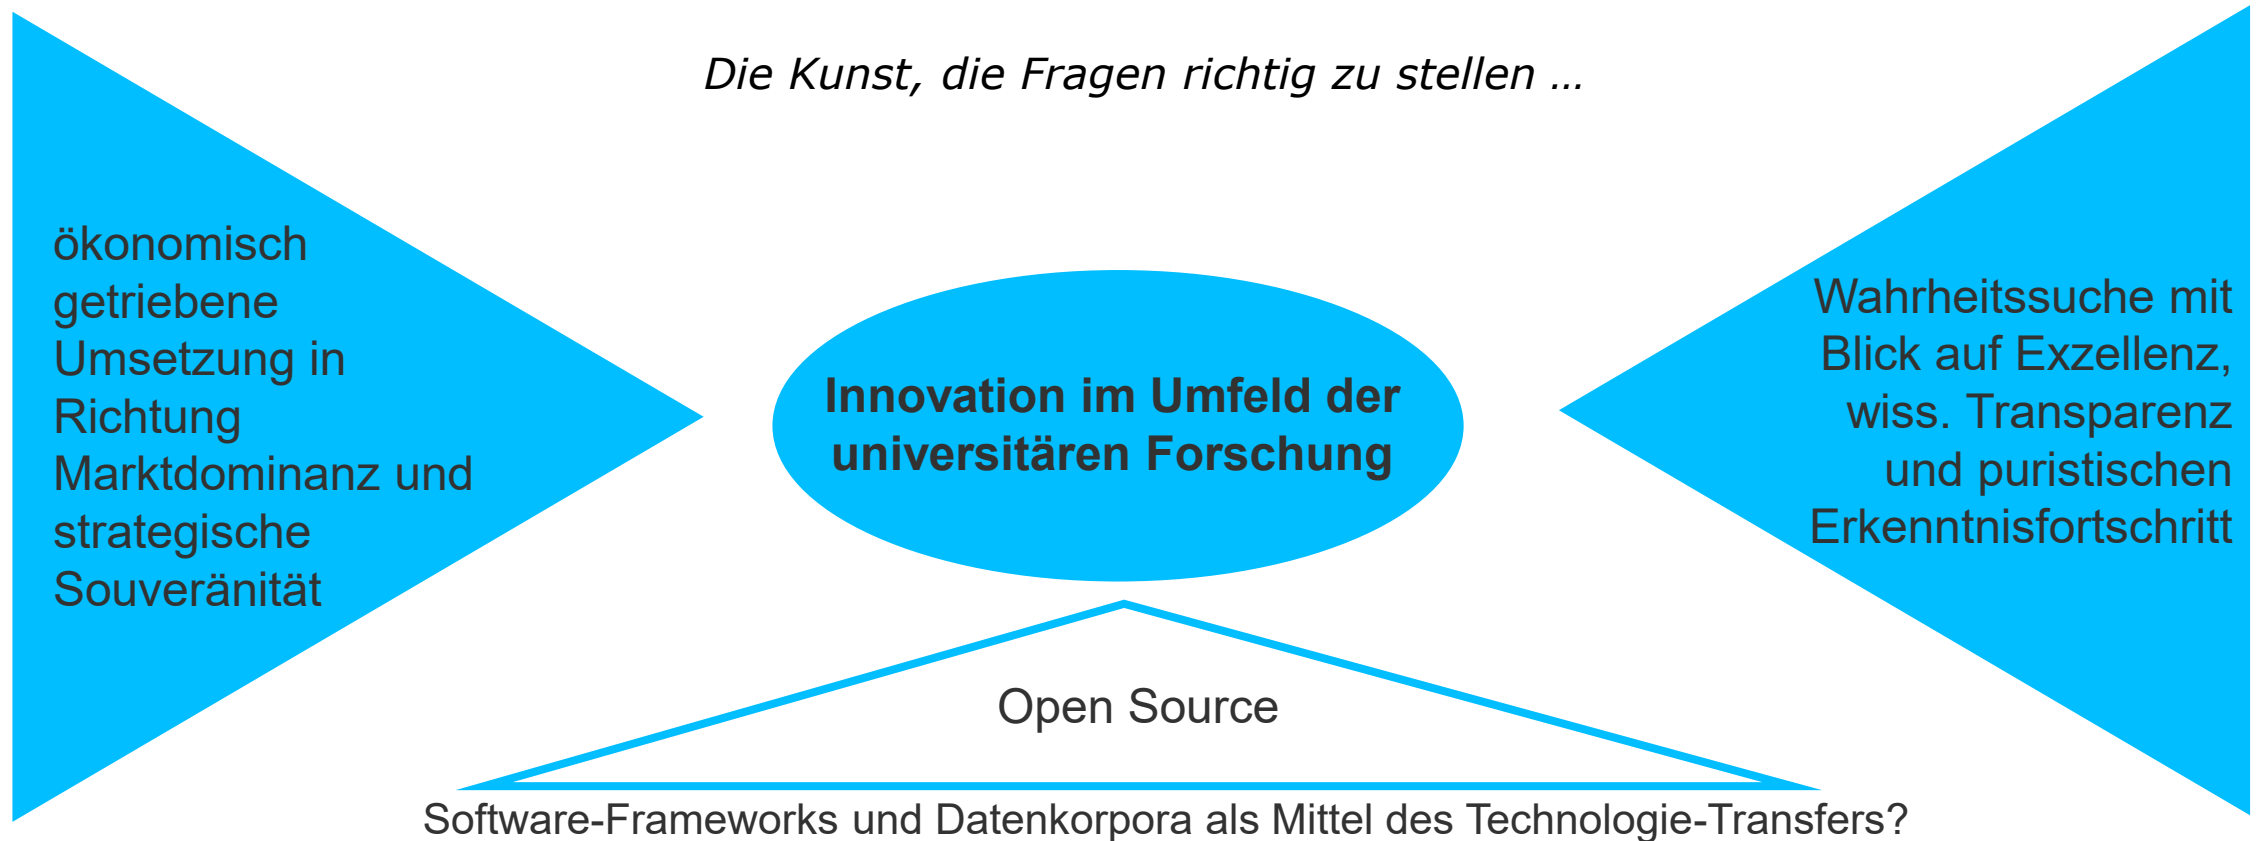 Die Kunst, die Fragen richtig zu stellen ...
ökonomisch
getriebene
Umsetzung in
Richtung
Marktdominanz und
strategische
Souveränität
Innovation im Umfeld der
universitären Forschung
Wahrheitssuche mit
Blick auf Exzellenz,
wiss. Transparenz
und puristischen
Erkenntnisfortschritt
Open Source
Software-Frameworks und Datenkorpora als Mittel des Technologie-Transfers?